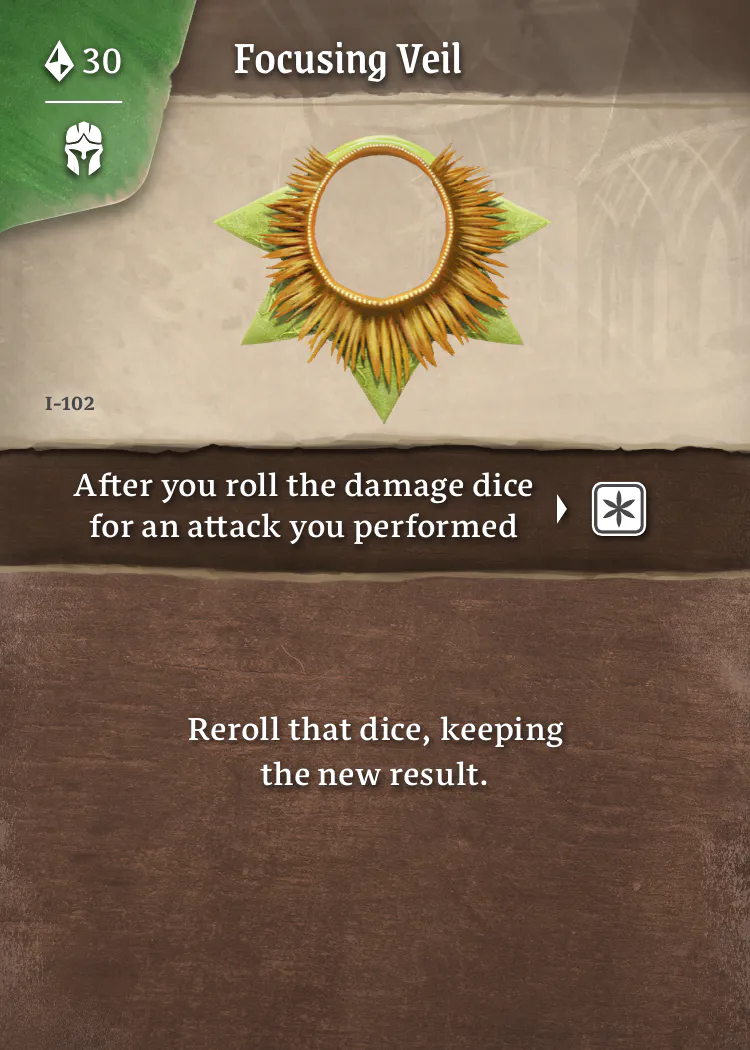 30
Focusing Veil
I-102
After you roll the damage dice
for an attack you performed
Reroll that dice, keeping
the new result.